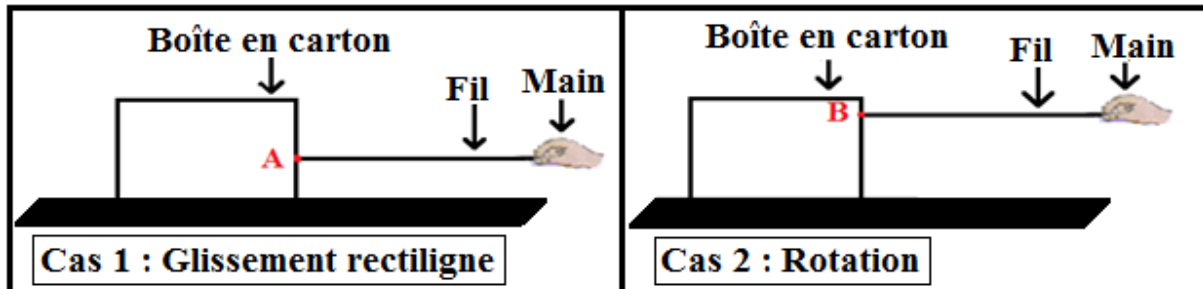 Boîte en carton
Fil
Main
A
Cas 1 : Glissement rectiligne
Boîte en carton
Fil
Main
B
Cas 2 : Rotation